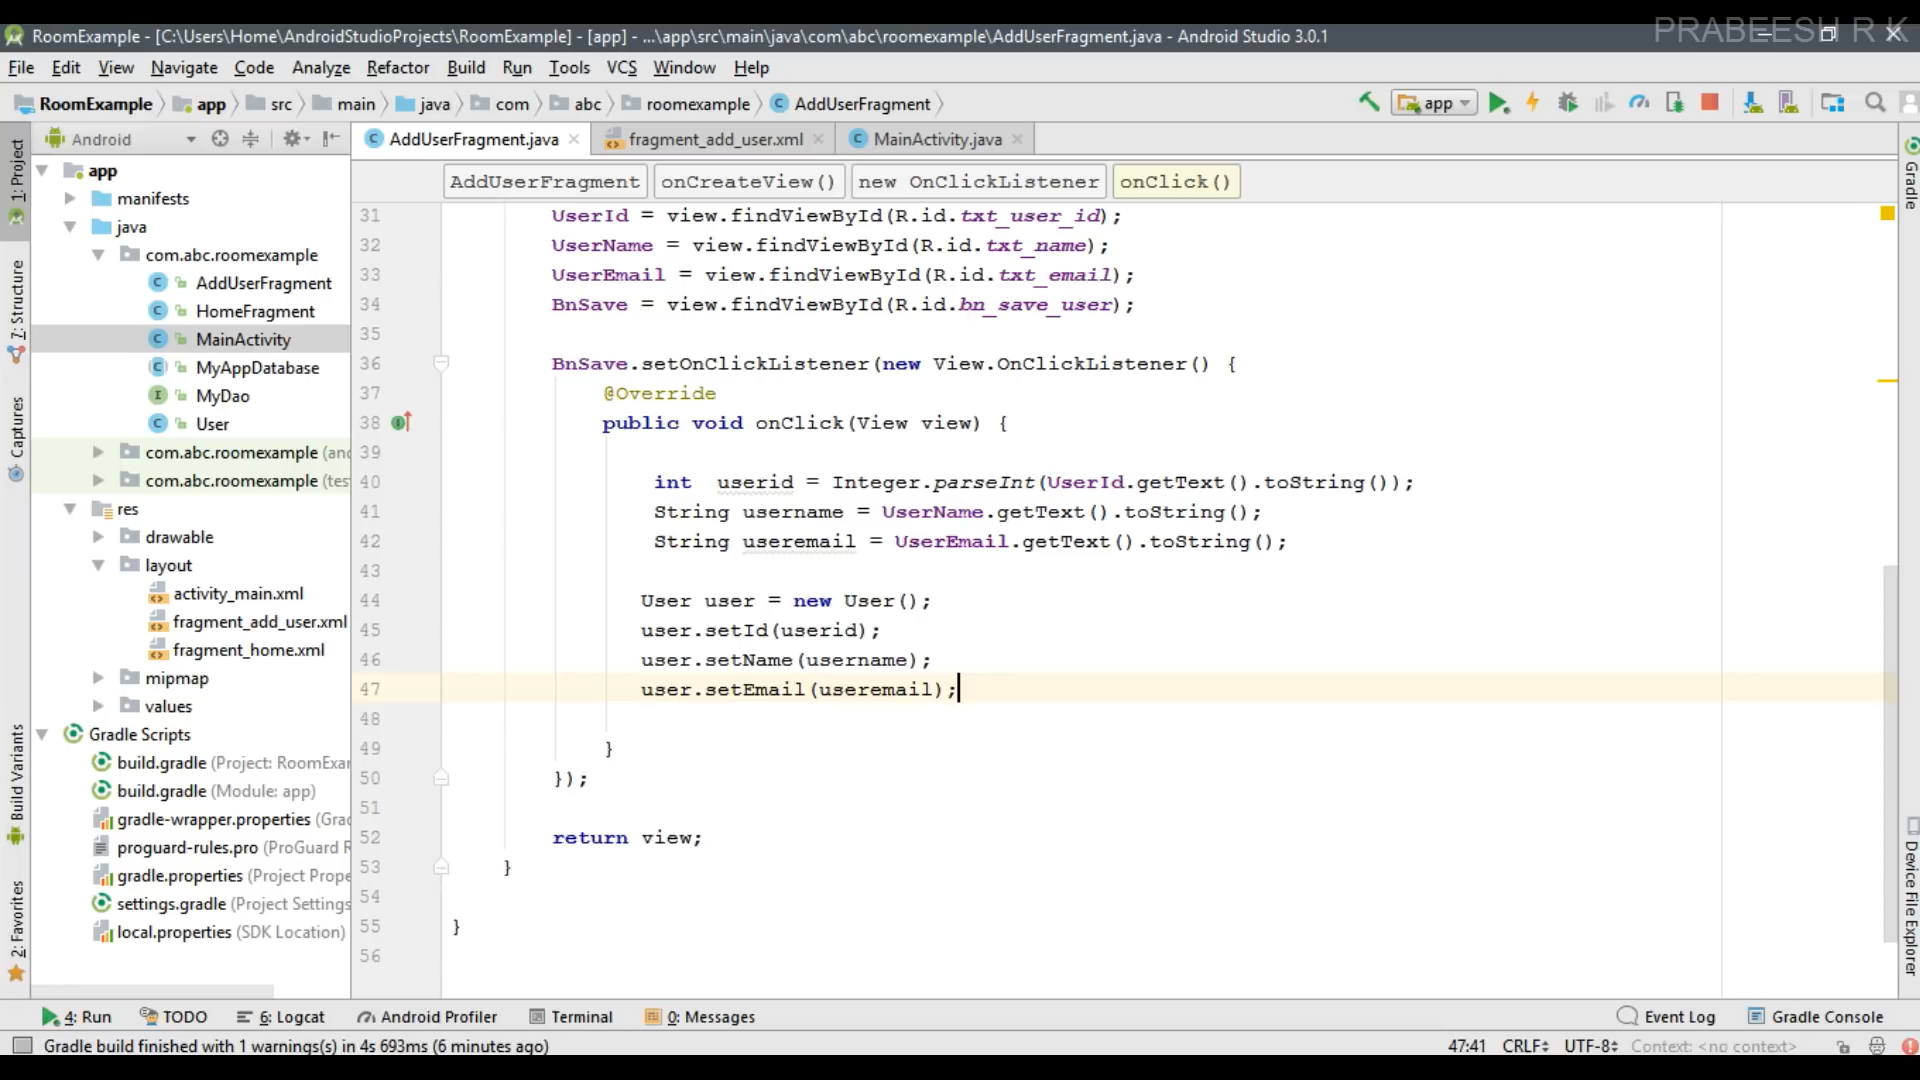 PRABEESH R K
RoomExample - [C:\Users\Home\AndroidStudioProjects\RoomExample] - [app] - ...\app\src\main\java\com\abc\roomexample\AddUserFragment.java - Android Studio 3.0.1
File Edit View Navigate Code Analyze Refactor Build Run Tools VCS Window Help
RoomExample app src main java com abc roomexample AddUserFragment app
Android AddUserFragment.java fragment_add_user.xml MainActivity.java
AddUserFragment onCreateView() new OnClickListener onClick()
1: Project
7: Structure
Captures
Build Variants
2: Favorites
app
manifests
java
com.abc.roomexample
AddUserFragment
HomeFragment
MainActivity
MyAppDatabase
MyDao
User
com.abc.roomexample (and
com.abc.roomexample (tes
res
drawable
layout
activity_main.xml
fragment_add_user.xml
fragment_home.xml
mipmap
values
Gradle Scripts
build.gradle (Project: RoomExar
build.gradle (Module: app)
gradle-wrapper.properties (Grad
proguard-rules.pro (ProGuard R
gradle.properties (Project Prope
settings.gradle (Project Settings
local.properties (SDK Location)
31 UserId = view.findViewById(R.id.txt_user_id);
32 UserName = view.findViewById(R.id.txt_name);
33 UserEmail = view.findViewById(R.id.txt_email);
34 BnSave = view.findViewById(R.id.bn_save_user);
35
36 BnSave.setOnClickListener(new View.OnClickListener() {
37 @Override
38 public void onClick(View view) {
39
40 int userid = Integer.parseInt(UserId.getText().toString());
41 String username = UserName.getText().toString();
42 String useremail = UserEmail.getText().toString();
43
44 User user = new User();
45 user.setId(userid);
46 user.setName(username);
47 user.setEmail(useremail);
48
49 }
50 });
51
52 return view;
53 }
54
55 }
56
Gradle
Device File Explorer
4: Run TODO 6: Logcat Android Profiler Terminal 0: Messages Event Log Gradle Console
Gradle build finished with 1 warnings(s) in 4s 693ms (6 minutes ago) 47:41 CRLF UTF-8 Context: <no context>